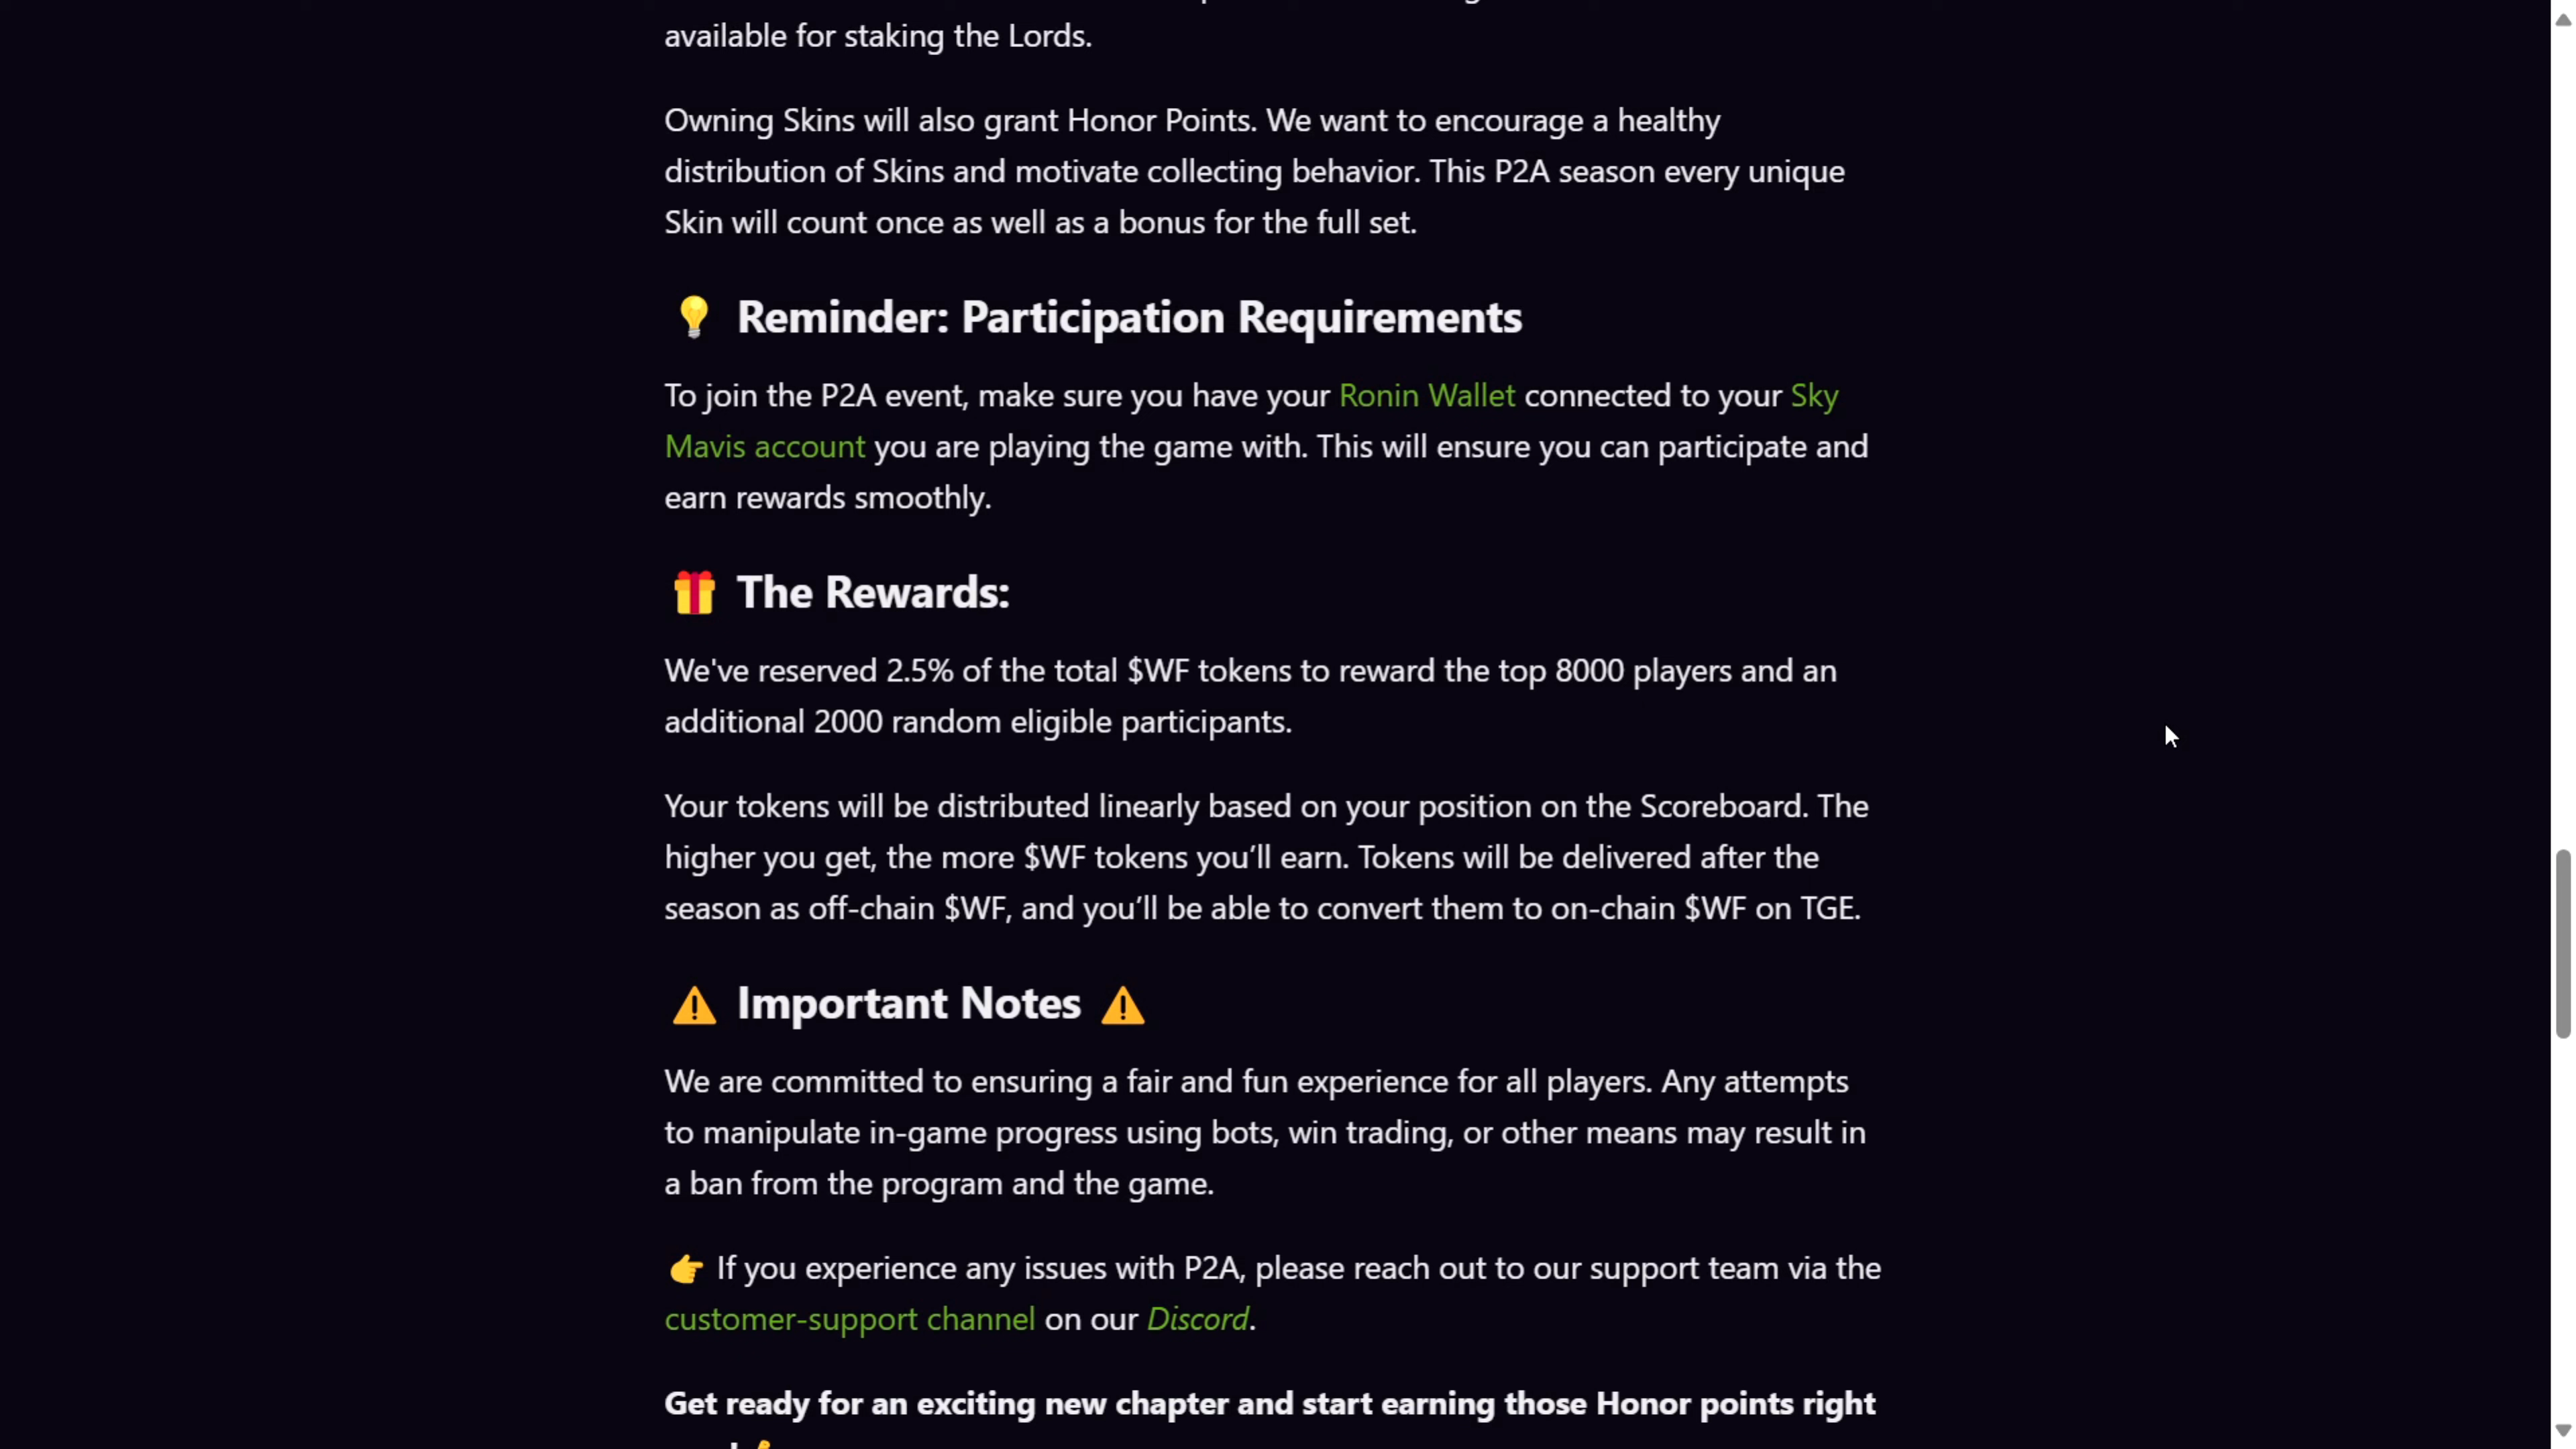 available for staking the Lords.
Owning Skins will also grant Honor Points. We want to encourage a healthy
distribution of Skins and motivate collecting behavior. This P2A season every unique
Skin will count once as well as a bonus for the full set.
💡 Reminder: Participation Requirements
To join the P2A event, make sure you have your Ronin Wallet connected to your Sky
Mavis account you are playing the game with. This will ensure you can participate and
earn rewards smoothly.
🎁 The Rewards:
We've reserved 2.5% of the total $WF tokens to reward the top 8000 players and an
additional 2000 random eligible participants.
Your tokens will be distributed linearly based on your position on the Scoreboard. The
higher you get, the more $WF tokens you’ll earn. Tokens will be delivered after the
season as off-chain $WF, and you’ll be able to convert them to on-chain $WF on TGE.
⚠️ Important Notes ⚠️
We are committed to ensuring a fair and fun experience for all players. Any attempts
to manipulate in-game progress using bots, win trading, or other means may result in
a ban from the program and the game.
👉 If you experience any issues with P2A, please reach out to our support team via the
customer-support channel on our Discord.
Get ready for an exciting new chapter and start earning those Honor points right